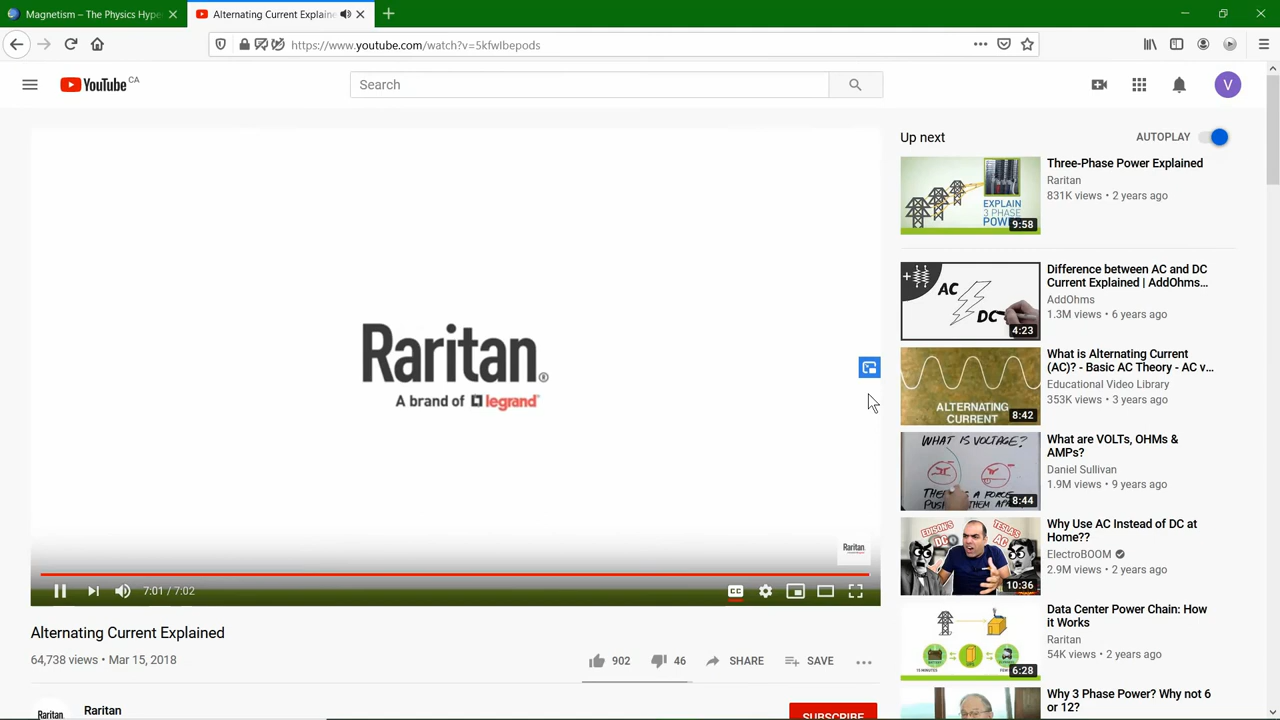 Magnetism – The Physics Hype
Alternating Current Explaine
https://www.youtube.com/watch?v=5kfwIbepods
YouTube CA
Search
V
Raritan®
A brand of legrand®
Raritan
7:01 / 7:02
CC
Alternating Current Explained
64,738 views • Mar 15, 2018
902
46
SHARE
SAVE
Raritan
Raritan
SUBSCRIBE
Up next
AUTOPLAY
EXPLAIN
3 PHASE
POW
9:58
Three-Phase Power Explained
Raritan
831K views • 2 years ago
AC
DC
4:23
Difference between AC and DC
Current Explained | AddOhms...
AddOhms
1.3M views • 6 years ago
ALTERNATING
CURRENT
8:42
What is Alternating Current
(AC)? - Basic AC Theory - AC v...
Educational Video Library
353K views • 3 years ago
WHAT IS VOLTAGE?
8:44
What are VOLTs, OHMs &
AMPs?
Daniel Sullivan
1.9M views • 9 years ago
EDISON'S
DC
TESLA'S
AC
10:36
Why Use AC Instead of DC at
Home??
ElectroBOOM
2.9M views • 2 years ago
6:28
Data Center Power Chain: How
it Works
Raritan
54K views • 2 years ago
Why 3 Phase Power? Why not 6
or 12?